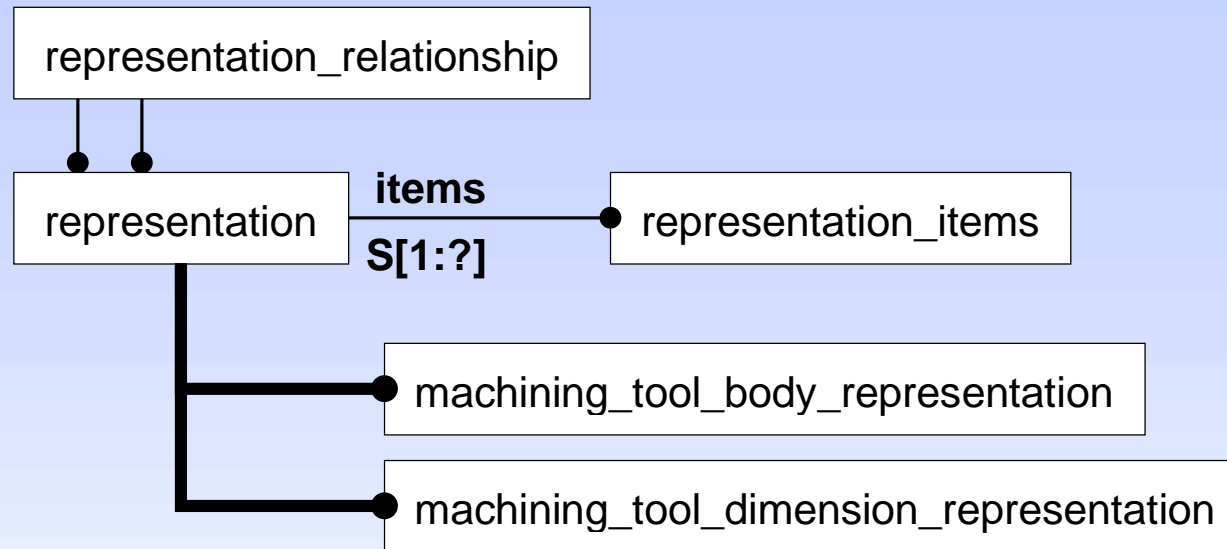 representation_relationship
representation
items
S[1:?]
representation_items
machining_tool_body_representation
machining_tool_dimension_representation